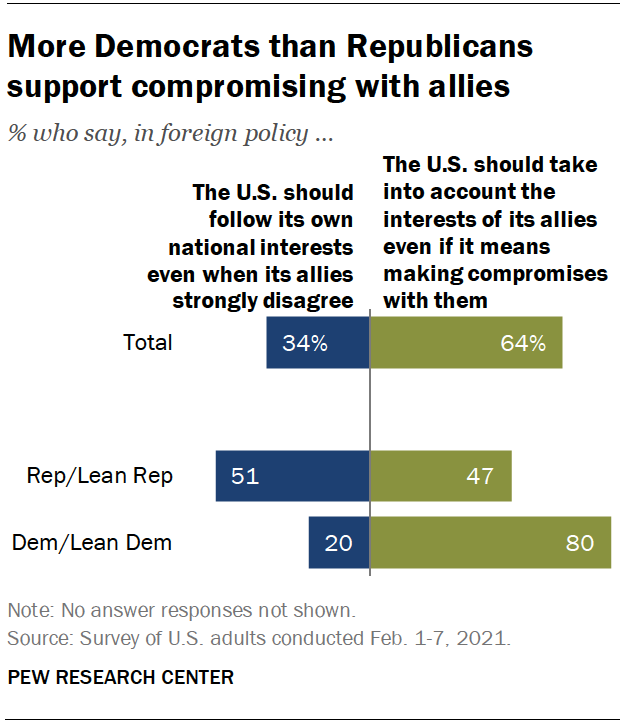 More Democrats than Republicans
support compromising with allies
% who say, in foreign policy ...
The U.S. should
follow its own
national interests
even when its allies
strongly disagree
The U.S. should take
into account the
interests of its allies
even if it means
making compromises
with them
Total 34% 64%
Rep/Lean Rep 51 47
Dem/Lean Dem 20 80
Note: No answer responses not shown.
Source: Survey of U.S. adults conducted Feb. 1-7, 2021.
PEW RESEARCH CENTER